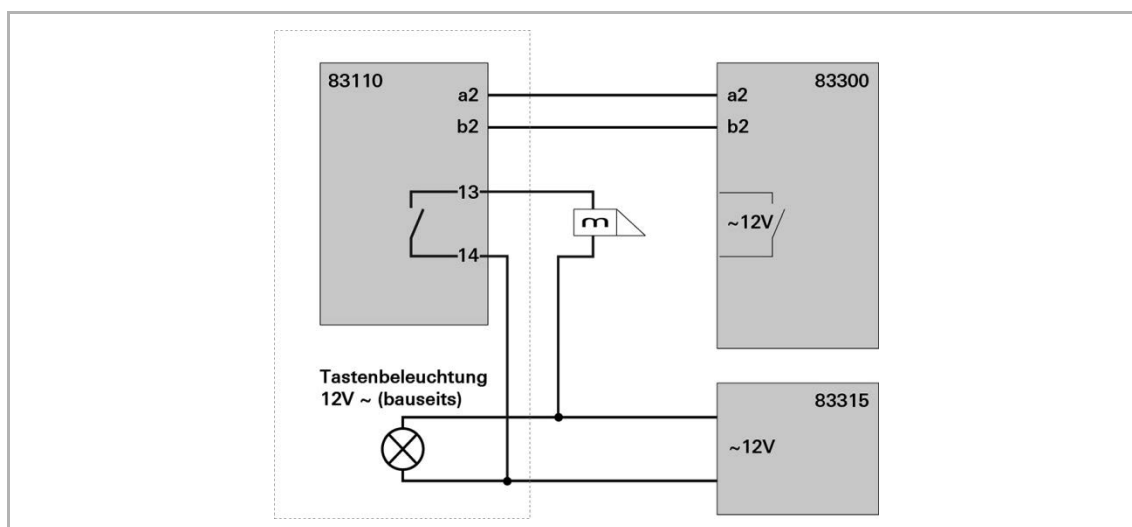 83110
83300
a2
a2
b2
b2
13
~12V
14
Tastenbeleuchtung
12V ~ (bauseits)
83315
~12V